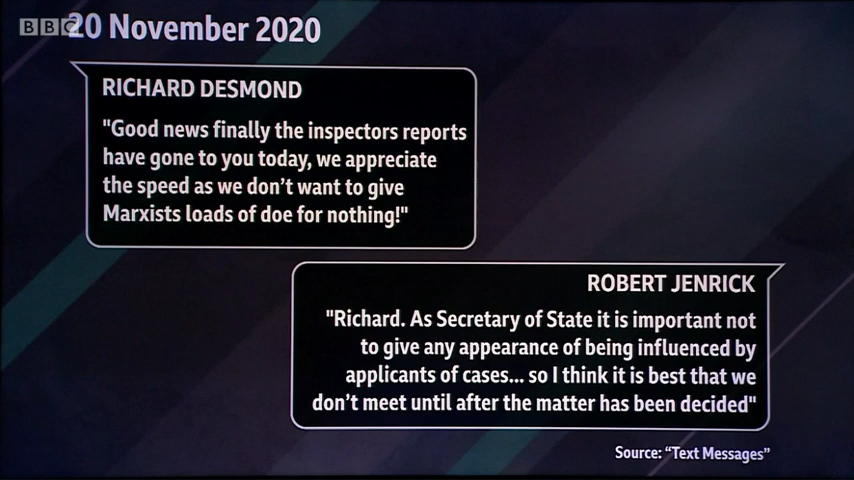 BBC
20 November 2020
RICHARD DESMOND
"Good news finally the inspectors reports
have gone to you today, we appreciate
the speed as we don't want to give
Marxists loads of doe for nothing!"
ROBERT JENRICK
"Richard. As Secretary of State it is important not
to give any appearance of being influenced by
applicants of cases... so I think it is best that we
don't meet until after the matter has been decided"
Source: "Text Messages"